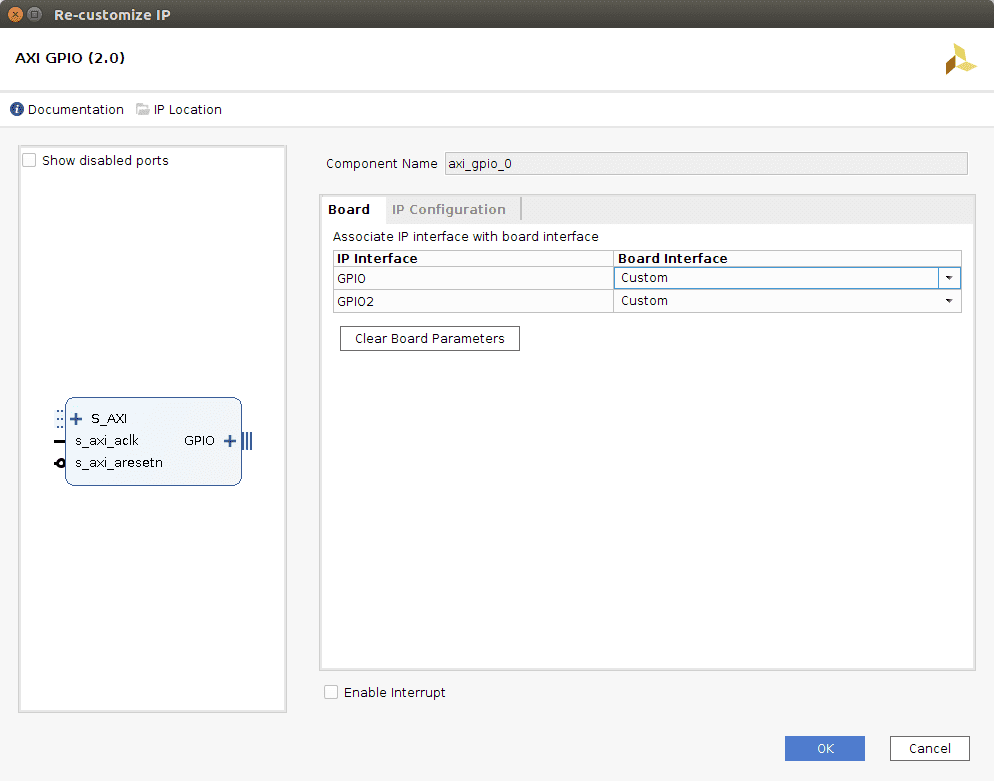 Re-customize IP
AXI GPIO (2.0)
Documentation IP Location
Show disabled ports
S_AXI
s_axi_aclk GPIO
s_axi_aresetn
Component Name axi_gpio_0
Board IP Configuration
Associate IP interface with board interface
IP Interface Board Interface
GPIO Custom
GPIO2 Custom
Clear Board Parameters
Enable Interrupt
OK Cancel